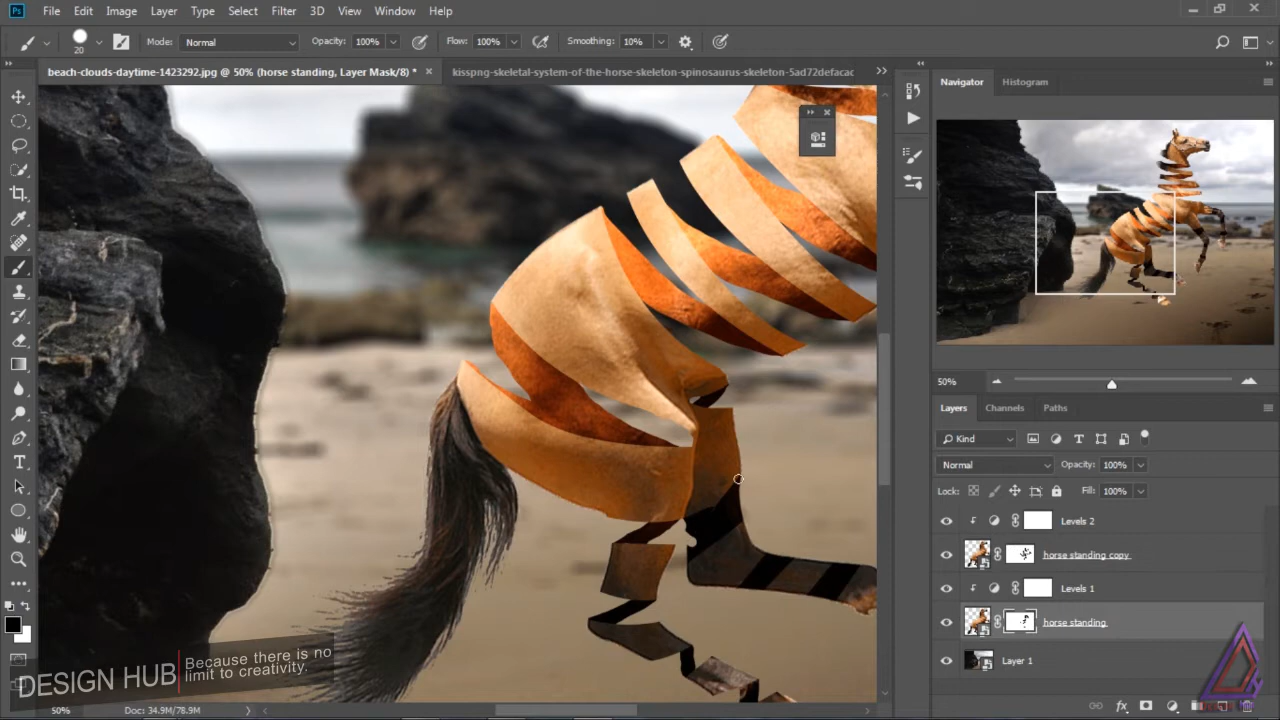 Ps File Edit Image Layer Type Select Filter 3D View Window Help
20 Mode: Normal Opacity: 100% Flow: 100% Smoothing: 10%
beach-clouds-daytime-1423292.jpg @ 50% (horse standing, Layer Mask/8) * × kisspng-skeletal-system-of-the-horse-skeleton-spinosaurus-skeleton-5ad72defacac
Navigator Histogram
50%
Layers Channels Paths
Kind
Normal Opacity: 100%
Lock: Fill: 100%
Levels 2
horse standing copy
Levels 1
horse standing
Layer 1
fx
DESIGN HUB
Because there is no
limit to creativity.
50% Doc: 34.9M/78.9M